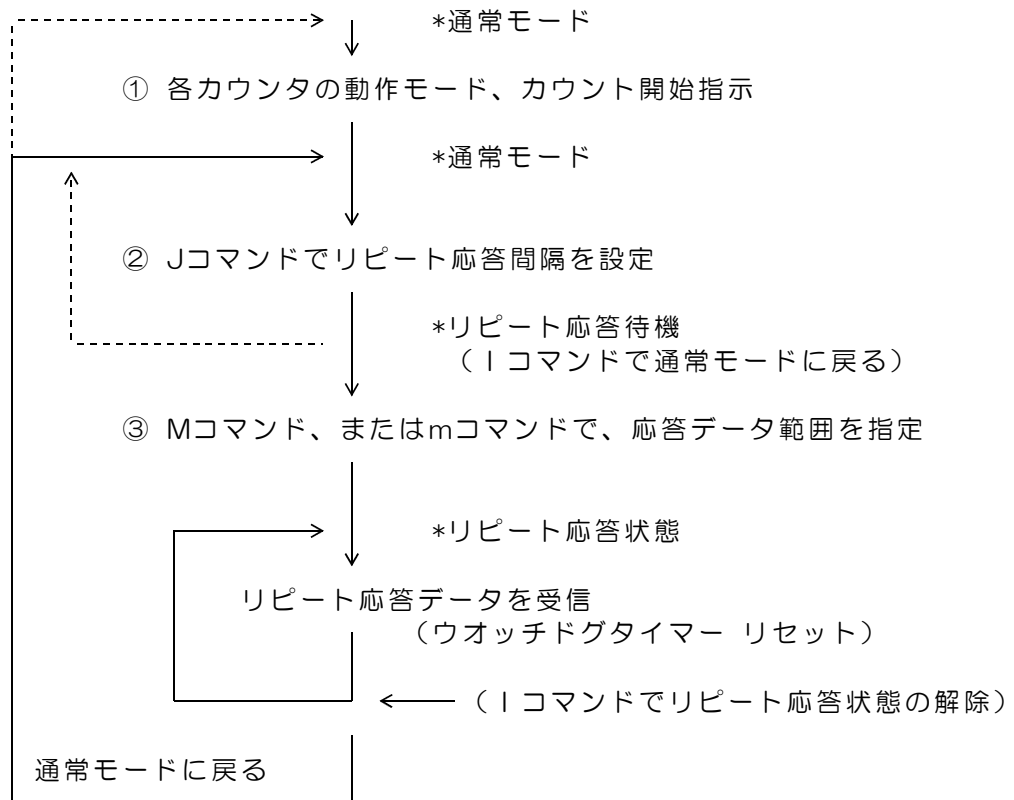 *通常モード
① 各カウンタの動作モード、カウント開始指示
*通常モード
② Jコマンドでリピート応答間隔を設定
*リピート応答待機
（Iコマンドで通常モードに戻る）
③ Mコマンド、またはmコマンドで、応答データ範囲を指定
*リピート応答状態
リピート応答データを受信
（ウオッチドグタイマー リセット）
（Iコマンドでリピート応答状態の解除）
通常モードに戻る